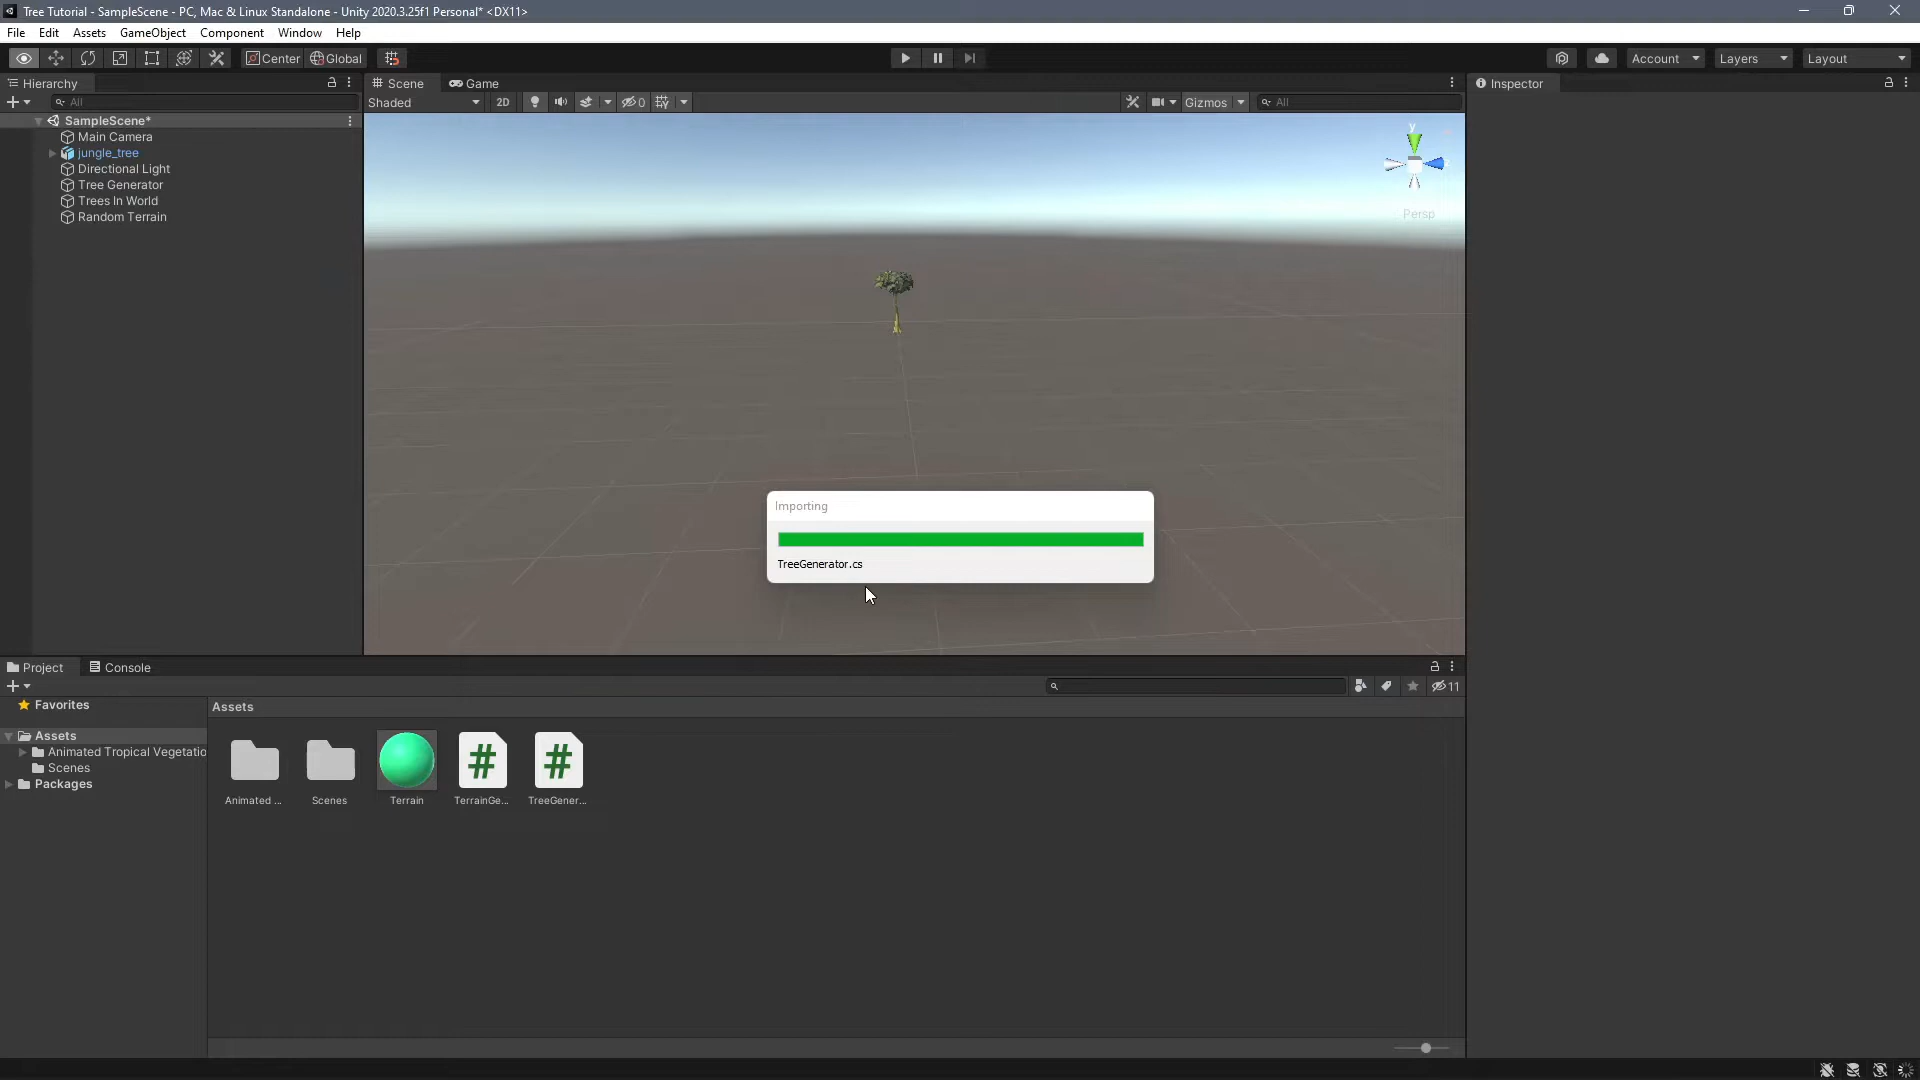 Tree Tutorial - SampleScene - PC, Mac & Linux Standalone - Unity 2020.3.25f1 Personal* <DX11>
File Edit Assets GameObject Component Window Help
Center Global Account Layers Layout
Hierarchy Scene Game Inspector
All Shaded 2D 0 Gizmos All
SampleScene*
Main Camera
jungle_tree
Directional Light
Tree Generator
Trees In World
Random Terrain
y
z
Persp
Importing
TreeGenerator.cs
Project Console
11
Favorites
Assets
Animated Tropical Vegetatio
Scenes
Packages
Assets
Animated ... Scenes Terrain TerrainGe... TreeGener...